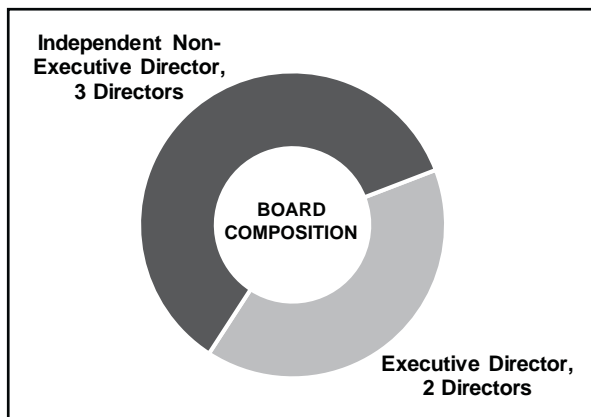 Independent Non-
Executive Director,
3 Directors
BOARD
COMPOSITION
Executive Director,
2 Directors